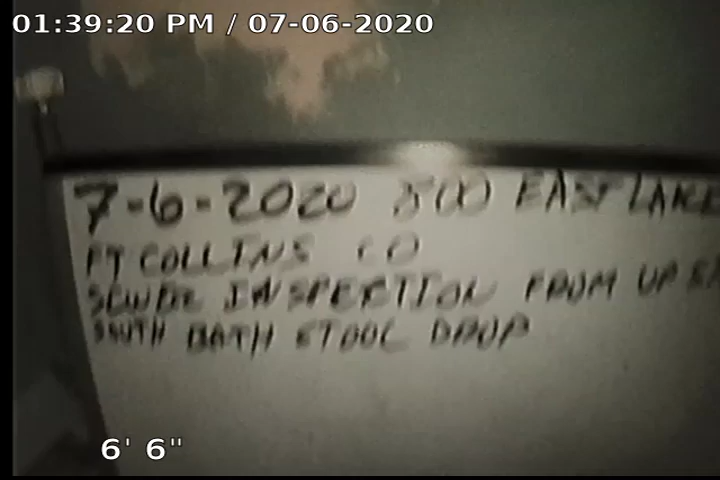 01:39:20 PM / 07-06-2020
7-6-2020 800 EAST LAKE
FT COLLINS CO
SEWER INSPECTION FROM UP
SOUTH BATH STOOL DROP
6' 6"